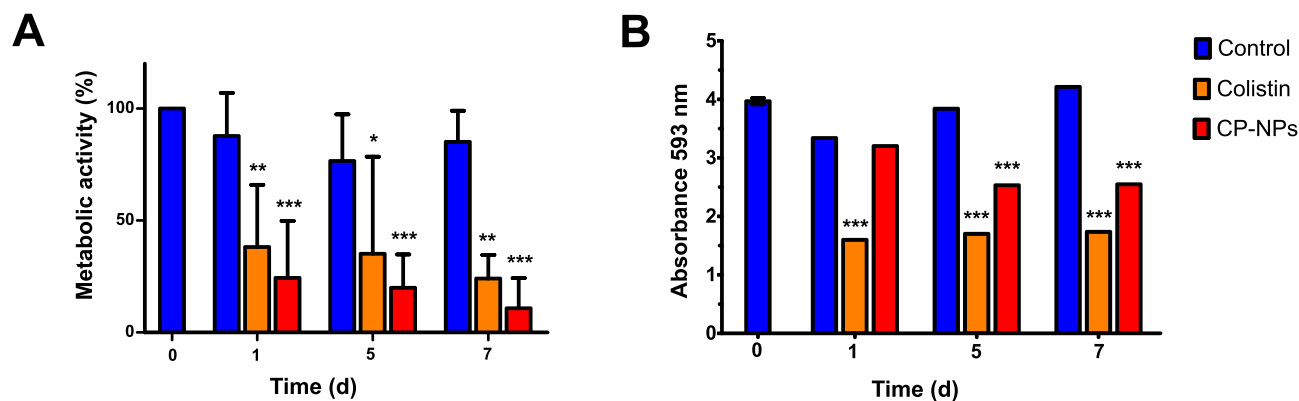 A
Metabolic activity (%)
100
50
0
**
***
*
***
**
***
0 1 5 7
Time (d)
B
Absorbance 593 nm
5
4
3
2
1
0
***
***
***
***
***
0 1 5 7
Time (d)
Control
Colistin
CP-NPs